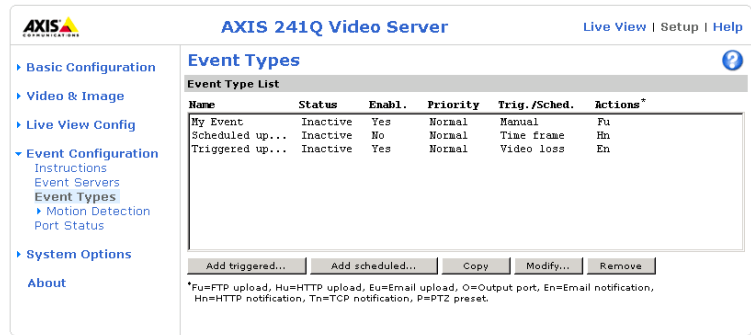 AXIS
COMMUNICATIONS
AXIS 241Q Video Server
Live View | Setup | Help
Basic Configuration
Video & Image
Live View Config
Event Configuration
Instructions
Event Servers
Event Types
Motion Detection
Port Status
System Options
About
Event Types
?
Event Type List
Name Status Enabl. Priority Trig./Sched. Actions*
My Event Inactive Yes Normal Manual Fu
Scheduled up... Inactive No Normal Time frame Hn
Triggered up... Inactive Yes Normal Video loss En
Add triggered... Add scheduled... Copy Modify... Remove
*Fu=FTP upload, Hu=HTTP upload, Eu=Email upload, O=Output port, En=Email notification,
Hn=HTTP notification, Tn=TCP notification, P=PTZ preset.